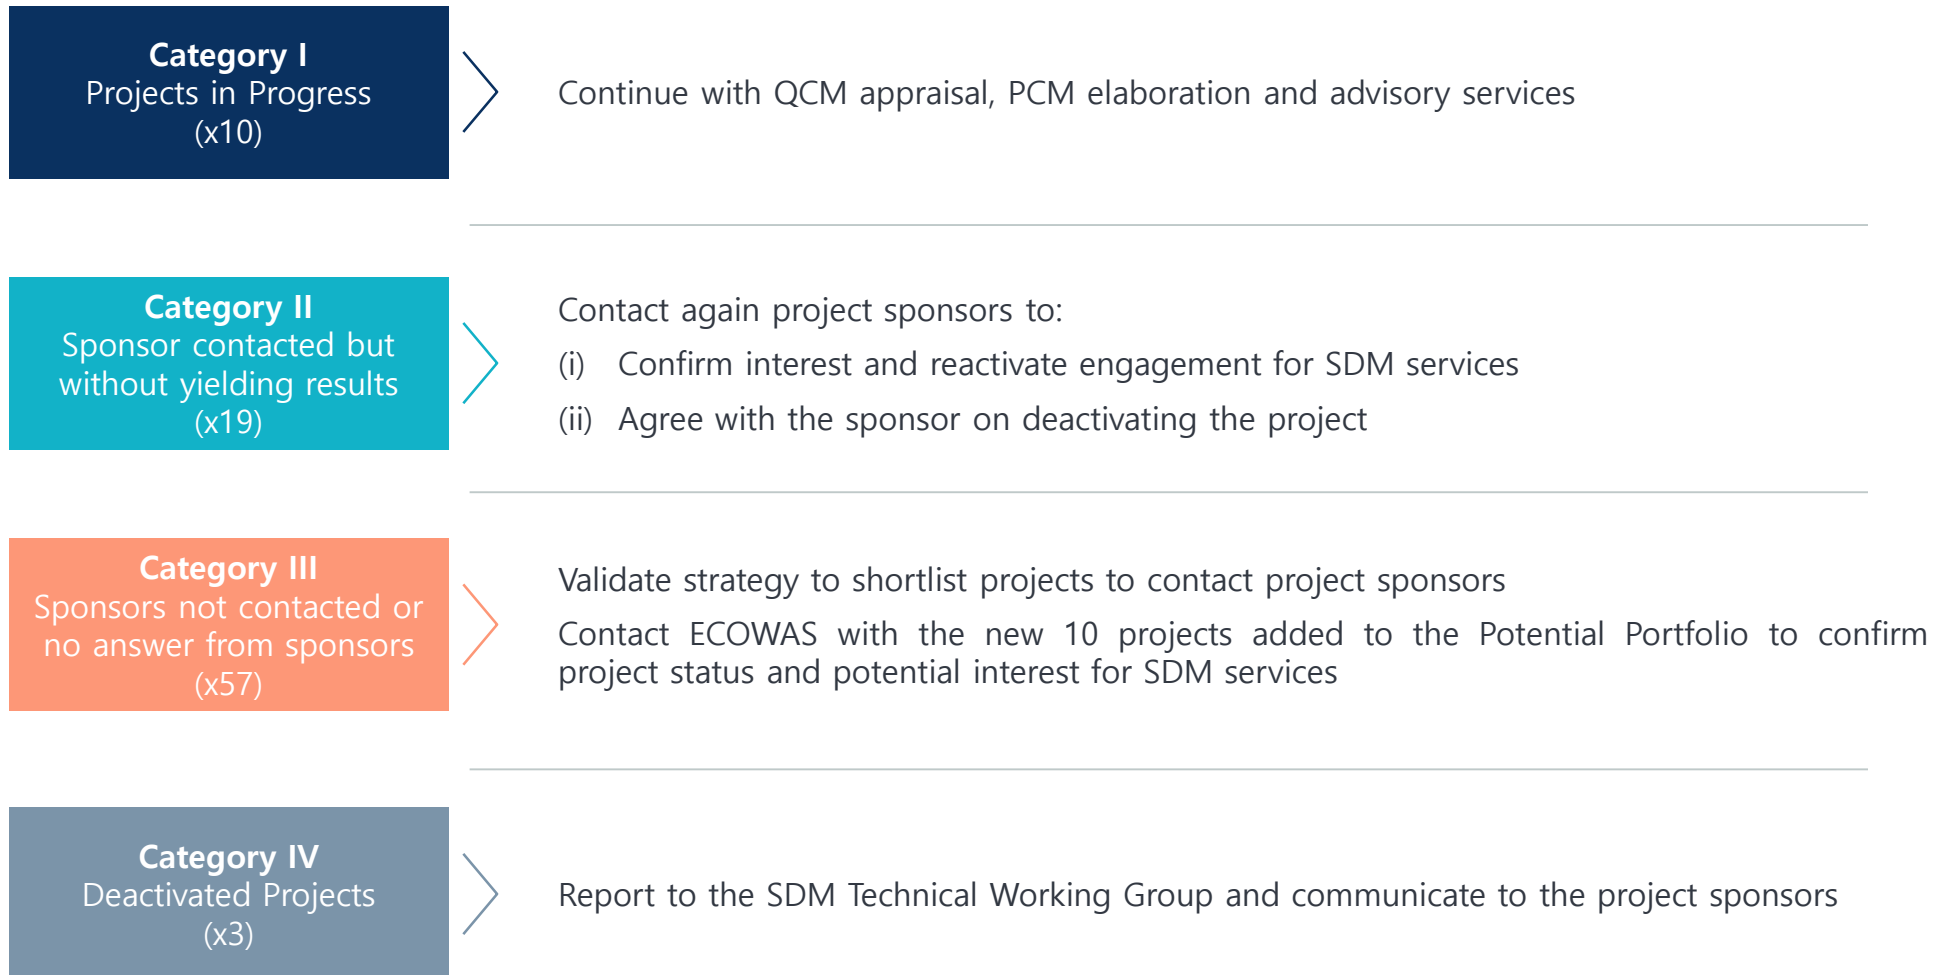 Category I
Projects in Progress
(x10)
Continue with QCM appraisal, PCM elaboration and advisory services
Category II
Sponsor contacted but
without yielding results
(x19)
Contact again project sponsors to:
(i) Confirm interest and reactivate engagement for SDM services
(ii) Agree with the sponsor on deactivating the project
Category III
Sponsors not contacted or
no answer from sponsors
(x57)
Validate strategy to shortlist projects to contact project sponsors
Contact ECOWAS with the new 10 projects added to the Potential Portfolio to confirm
project status and potential interest for SDM services
Category IV
Deactivated Projects
(x3)
Report to the SDM Technical Working Group and communicate to the project sponsors